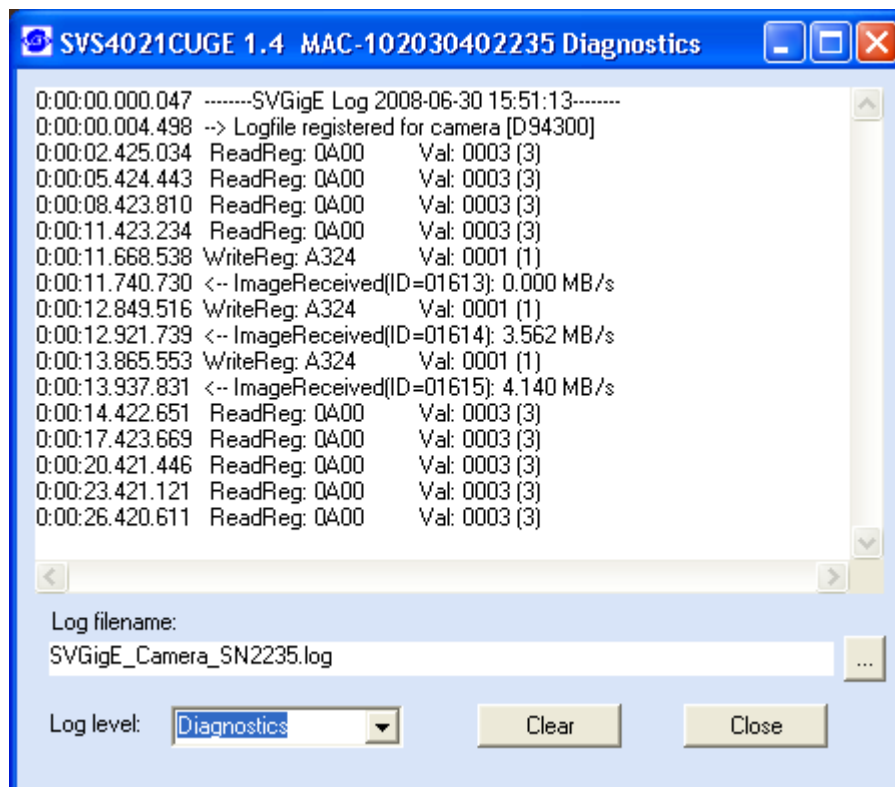 SVS4021CUGE 1.4 MAC-102030402235 Diagnostics
0:00:00.000.047 --------SVGigE Log 2008-06-30 15:51:13--------
0:00:00.004.498 --> Logfile registered for camera [D94300]
0:00:02.425.034 ReadReg: 0A00 Val: 0003 (3)
0:00:05.424.443 ReadReg: 0A00 Val: 0003 (3)
0:00:08.423.810 ReadReg: 0A00 Val: 0003 (3)
0:00:11.423.234 ReadReg: 0A00 Val: 0003 (3)
0:00:11.668.538 WriteReg: A324 Val: 0001 (1)
0:00:11.740.730 <-- ImageReceived(ID=01613): 0.000 MB/s
0:00:12.849.516 WriteReg: A324 Val: 0001 (1)
0:00:12.921.739 <-- ImageReceived(ID=01614): 3.562 MB/s
0:00:13.865.553 WriteReg: A324 Val: 0001 (1)
0:00:13.937.831 <-- ImageReceived(ID=01615): 4.140 MB/s
0:00:14.422.651 ReadReg: 0A00 Val: 0003 (3)
0:00:17.423.669 ReadReg: 0A00 Val: 0003 (3)
0:00:20.421.446 ReadReg: 0A00 Val: 0003 (3)
0:00:23.421.121 ReadReg: 0A00 Val: 0003 (3)
0:00:26.420.611 ReadReg: 0A00 Val: 0003 (3)
Log filename:
SVGigE_Camera_SN2235.log
...
Log level: Diagnostics Clear Close